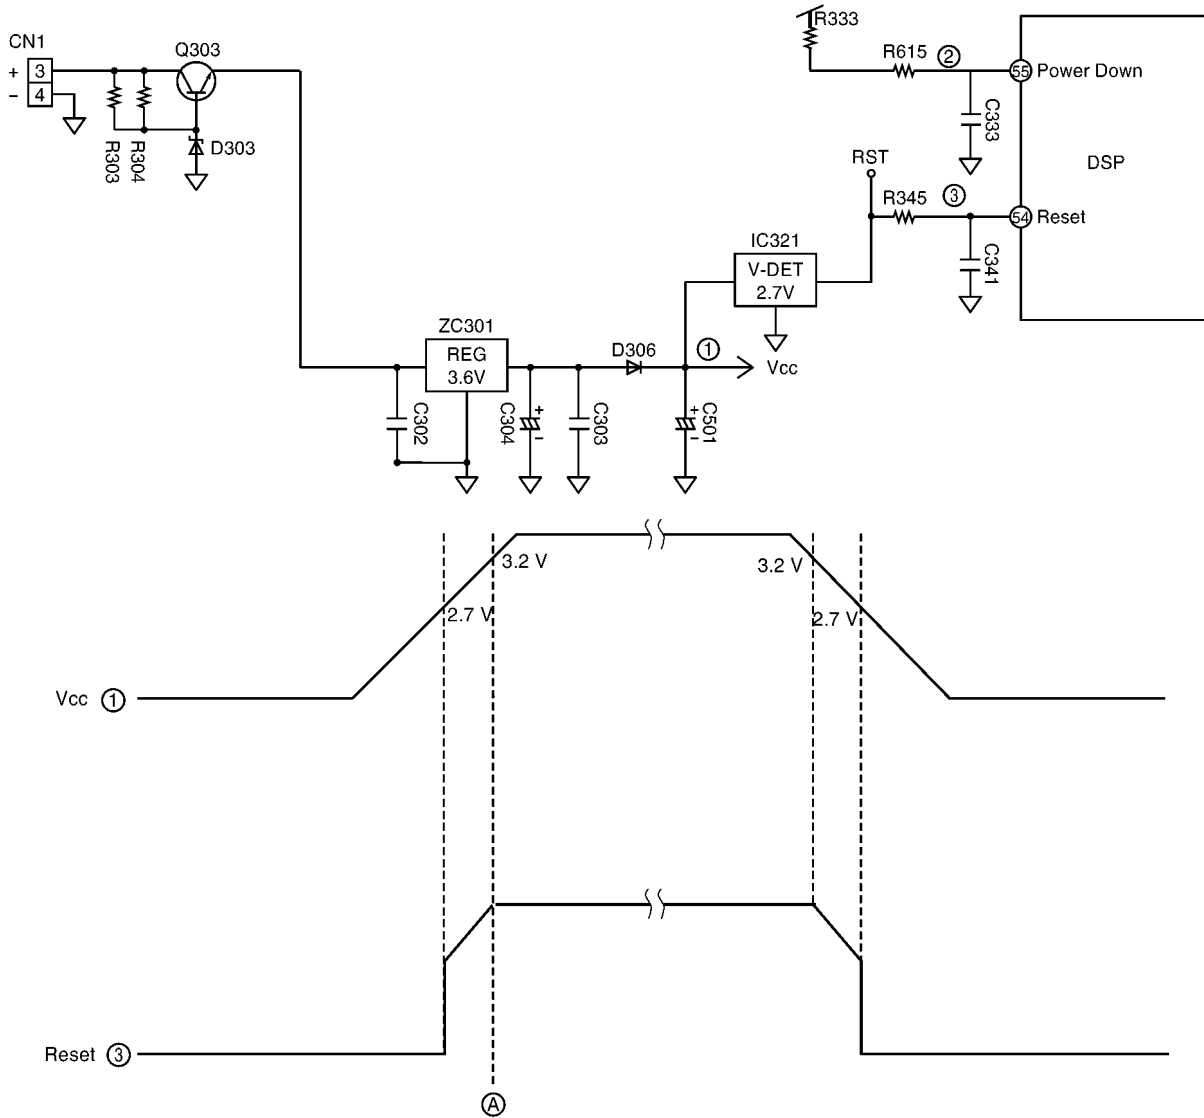 CN1
+ 3
− 4
Q303
R303
R304
D303
R333
R615 ②
55 Power Down
C333
DSP
RST
R345 ③
54 Reset
C341
IC321
V-DET
2.7V
ZC301
REG
3.6V
D306
①
Vcc
C302
+
C304
−
C303
+
C501
−
3.2 V
3.2 V
2.7 V
2.7 V
Vcc ①
Reset ③
Ⓐ